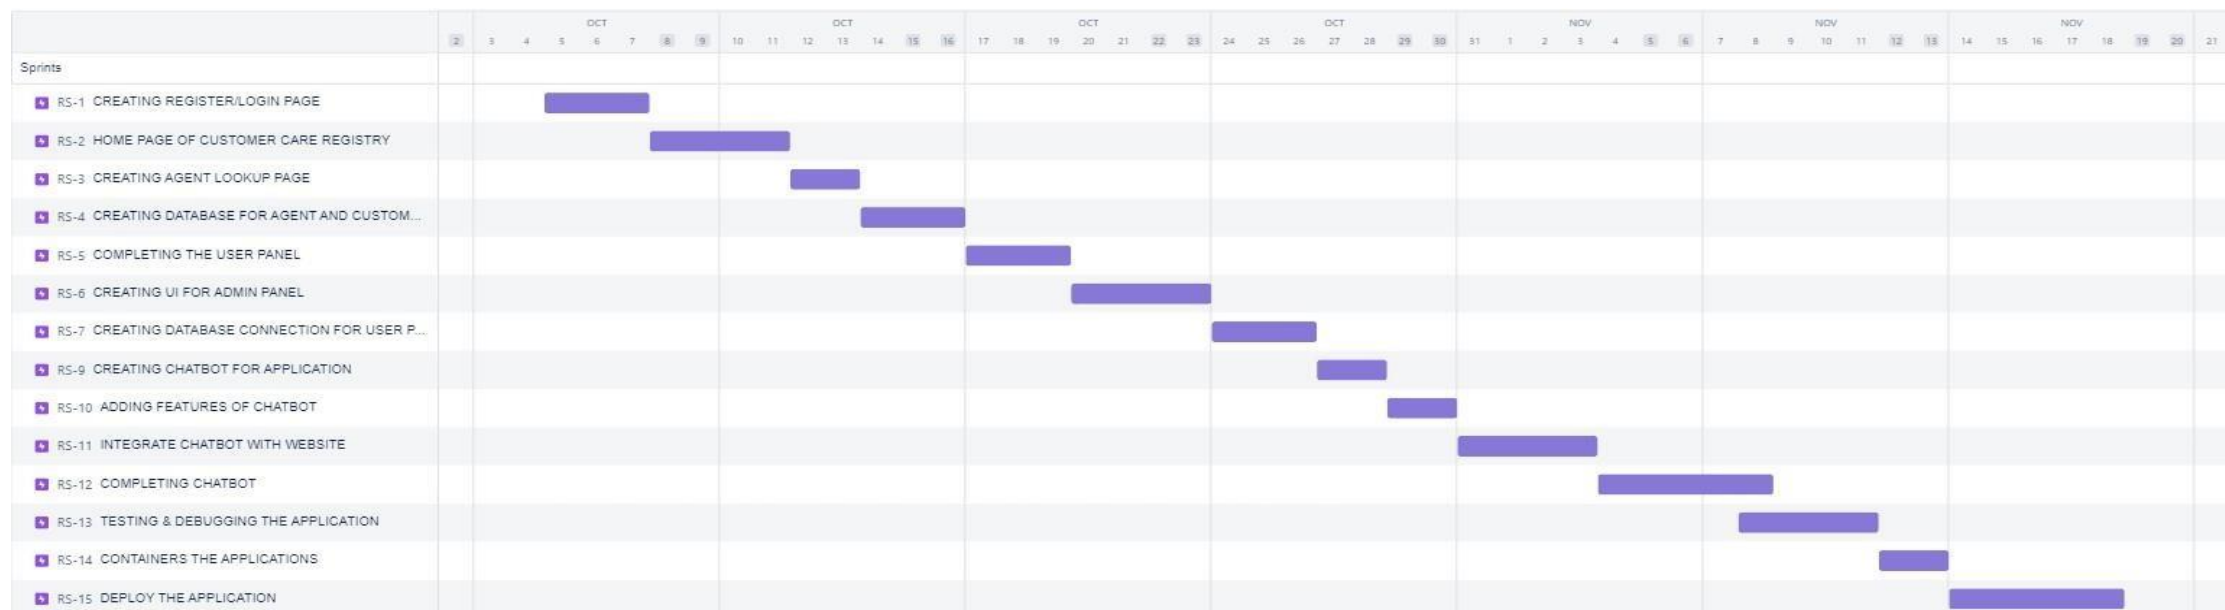 OCT OCT OCT OCT NOV NOV NOV
2 3 4 5 6 7 8 9 10 11 12 13 14 15 16 17 18 19 20 21 22 23 24 25 26 27 28 29 30 31 1 2 3 4 5 6 7 8 9 10 11 12 13 14 15 16 17 18 19 20 21
Sprints
RS-1 CREATING REGISTER/LOGIN PAGE
RS-2 HOME PAGE OF CUSTOMER CARE REGISTRY
RS-3 CREATING AGENT LOOKUP PAGE
RS-4 CREATING DATABASE FOR AGENT AND CUSTOM...
RS-5 COMPLETING THE USER PANEL
RS-6 CREATING UI FOR ADMIN PANEL
RS-7 CREATING DATABASE CONNECTION FOR USER P...
RS-9 CREATING CHATBOT FOR APPLICATION
RS-10 ADDING FEATURES OF CHATBOT
RS-11 INTEGRATE CHATBOT WITH WEBSITE
RS-12 COMPLETING CHATBOT
RS-13 TESTING & DEBUGGING THE APPLICATION
RS-14 CONTAINERS THE APPLICATIONS
RS-15 DEPLOY THE APPLICATION